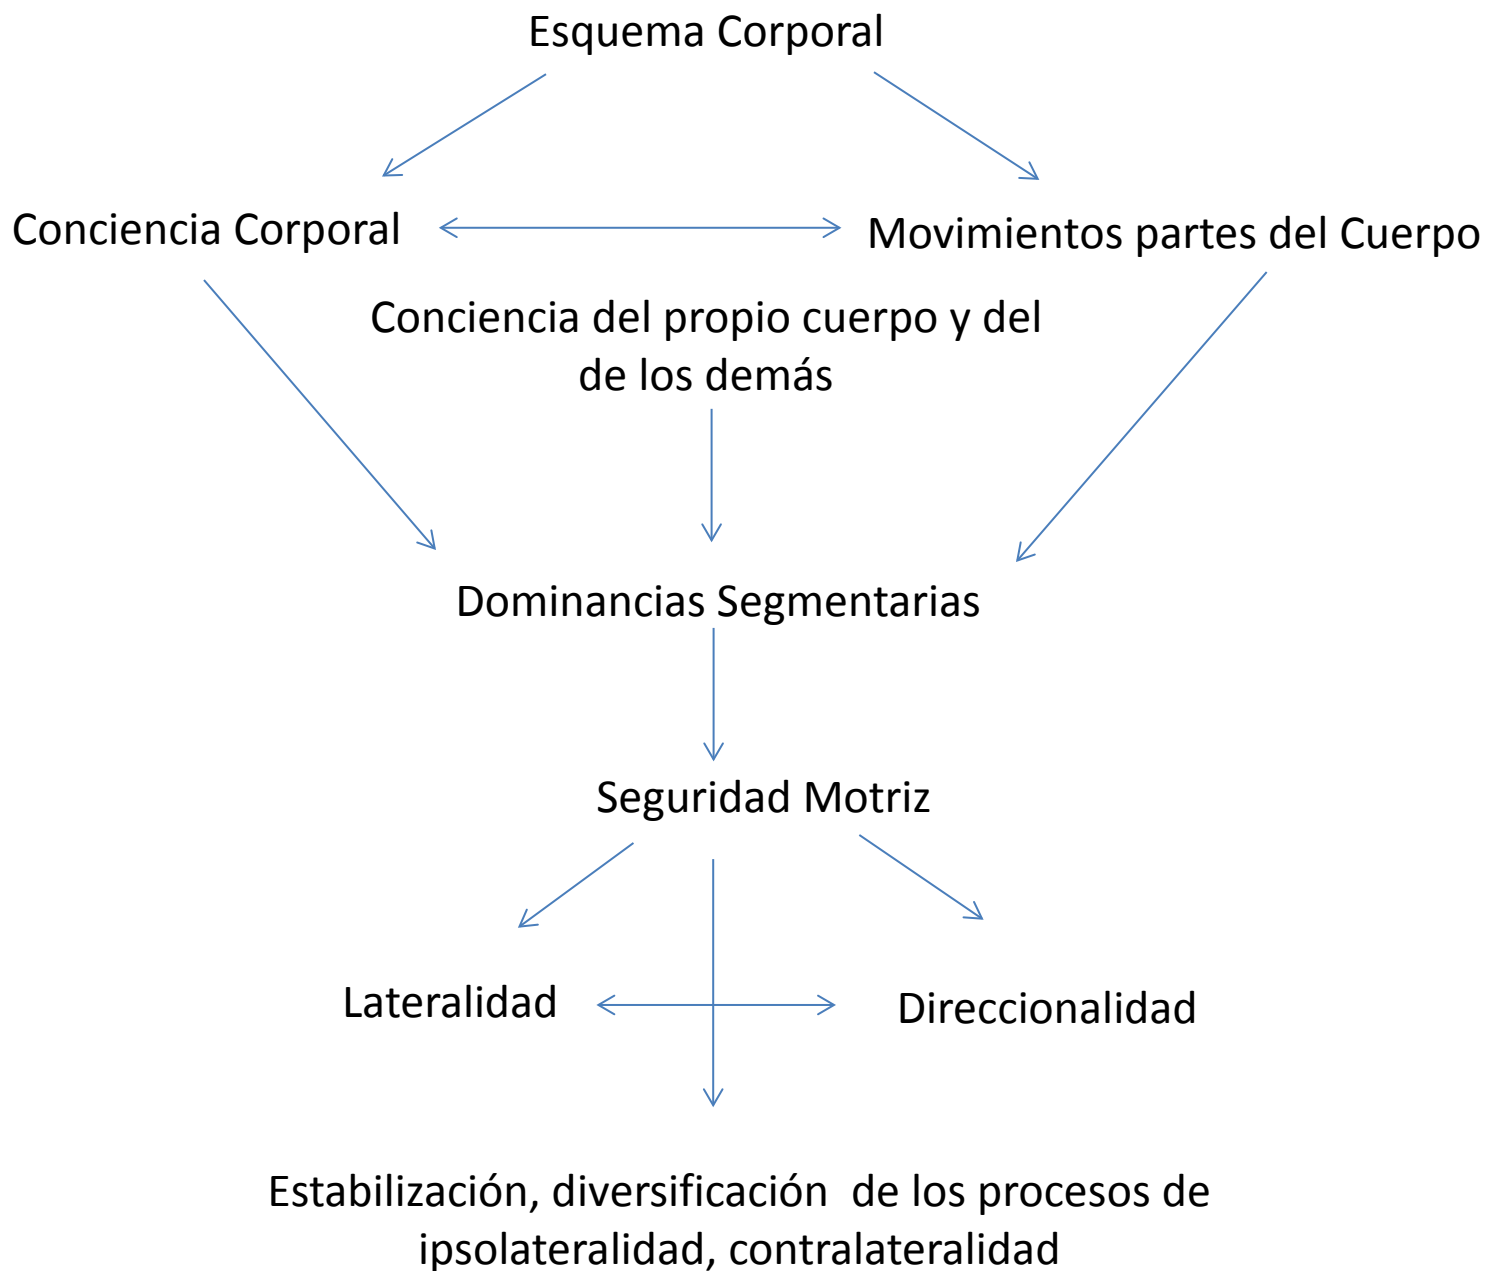 Esquema Corporal
Conciencia Corporal
Movimientos partes del Cuerpo
Conciencia del propio cuerpo y del
de los demás
Dominancias Segmentarias
Seguridad Motriz
Lateralidad
Direccionalidad
Estabilización, diversificación  de los procesos de
ipsolateralidad, contralateralidad